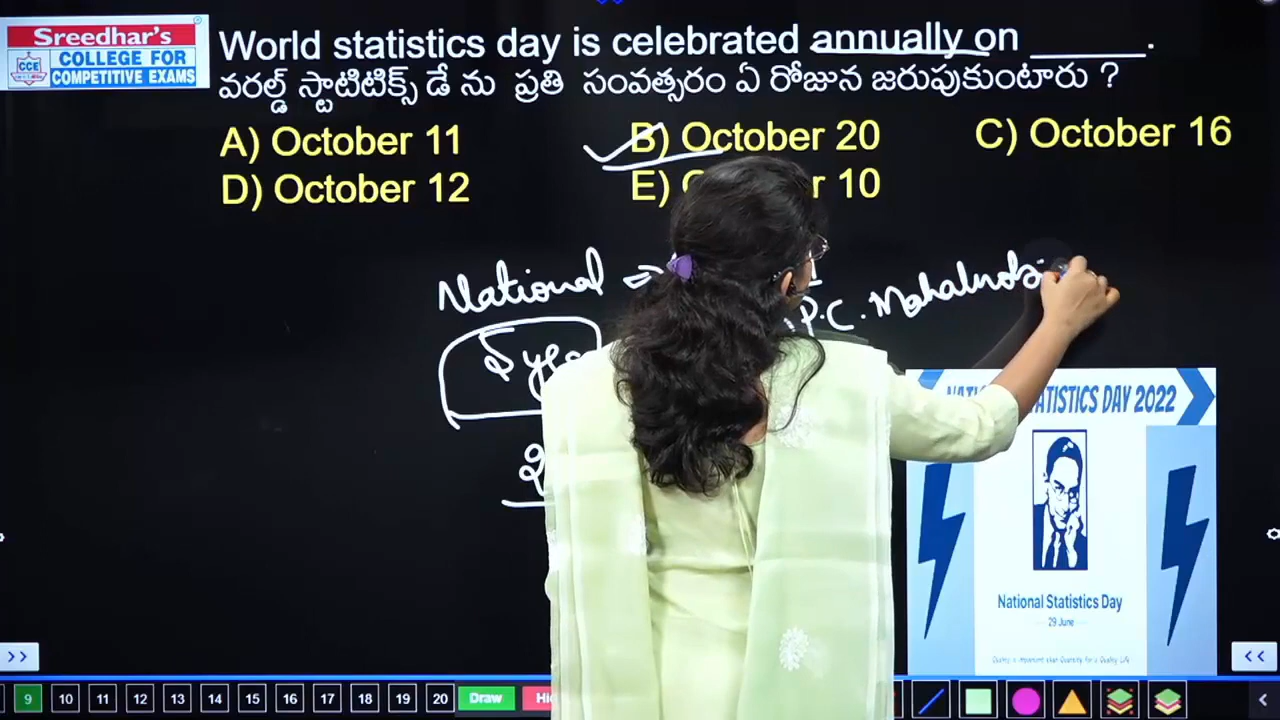 Sreedhar's
CCE
COLLEGE FOR
COMPETITIVE EXAMS
World statistics day is celebrated annually on ______.
వరల్డ్ స్టాటిటిక్స్ డే ను ప్రతి సంవత్సరం ఏ రోజున జరుపుకుంటారు ?
A) October 11
B) October 20
C) October 16
D) October 12
E) r 10
National =
P.C. Mahalnobi
STATISTICS DAY 2022
National Statistics Day
29 June
>>
<<
9 10 11 12 13 14 15 16 17 18 19 20 Draw